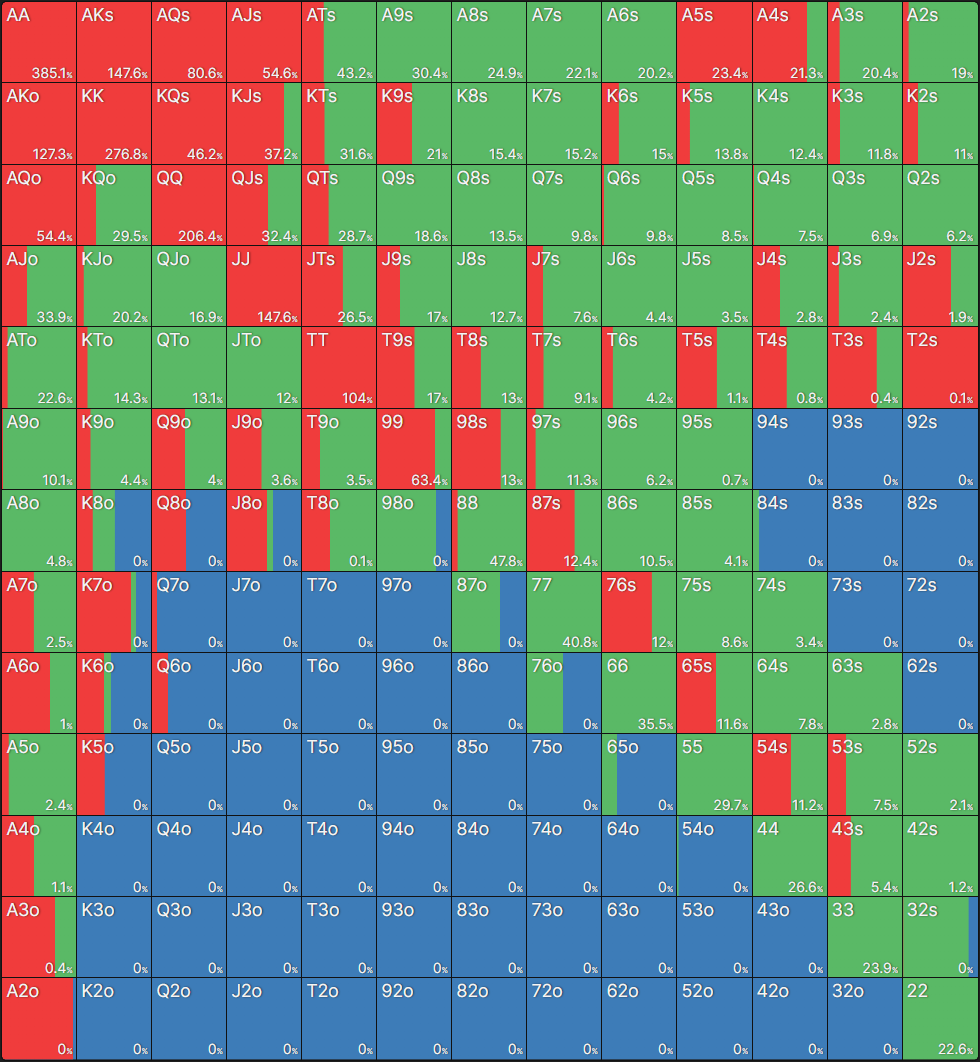 AA AKs AQs AJs ATs A9s A8s A7s A6s A5s A4s A3s A2s
385.1% 147.6% 80.6% 54.6% 43.2% 30.4% 24.9% 22.1% 20.2% 23.4% 21.3% 20.4% 19%
AKo KK KQs KJs KTs K9s K8s K7s K6s K5s K4s K3s K2s
127.3% 276.8% 46.2% 37.2% 31.6% 21% 15.4% 15.2% 15% 13.8% 12.4% 11.8% 11%
AQo KQo QQ QJs QTs Q9s Q8s Q7s Q6s Q5s Q4s Q3s Q2s
54.4% 29.5% 206.4% 32.4% 28.7% 18.6% 13.5% 9.8% 9.8% 8.5% 7.5% 6.9% 6.2%
AJo KJo QJo JJ JTs J9s J8s J7s J6s J5s J4s J3s J2s
33.9% 20.2% 16.9% 147.6% 26.5% 17% 12.7% 7.6% 4.4% 3.5% 2.8% 2.4% 1.9%
ATo KTo QTo JTo TT T9s T8s T7s T6s T5s T4s T3s T2s
22.6% 14.3% 13.1% 12% 104% 17% 13% 9.1% 4.2% 1.1% 0.8% 0.4% 0.1%
A9o K9o Q9o J9o T9o 99 98s 97s 96s 95s 94s 93s 92s
10.1% 4.4% 4% 3.6% 3.5% 63.4% 13% 11.3% 6.2% 0.7% 0% 0% 0%
A8o K8o Q8o J8o T8o 98o 88 87s 86s 85s 84s 83s 82s
4.8% 0% 0% 0% 0.1% 0% 47.8% 12.4% 10.5% 4.1% 0% 0% 0%
A7o K7o Q7o J7o T7o 97o 87o 77 76s 75s 74s 73s 72s
2.5% 0% 0% 0% 0% 0% 0% 40.8% 12% 8.6% 3.4% 0% 0%
A6o K6o Q6o J6o T6o 96o 86o 76o 66 65s 64s 63s 62s
1% 0% 0% 0% 0% 0% 0% 0% 35.5% 11.6% 7.8% 2.8% 0%
A5o K5o Q5o J5o T5o 95o 85o 75o 65o 55 54s 53s 52s
2.4% 0% 0% 0% 0% 0% 0% 0% 0% 29.7% 11.2% 7.5% 2.1%
A4o K4o Q4o J4o T4o 94o 84o 74o 64o 54o 44 43s 42s
1.1% 0% 0% 0% 0% 0% 0% 0% 0% 0% 26.6% 5.4% 1.2%
A3o K3o Q3o J3o T3o 93o 83o 73o 63o 53o 43o 33 32s
0.4% 0% 0% 0% 0% 0% 0% 0% 0% 0% 0% 23.9% 0%
A2o K2o Q2o J2o T2o 92o 82o 72o 62o 52o 42o 32o 22
0% 0% 0% 0% 0% 0% 0% 0% 0% 0% 0% 0% 22.6%